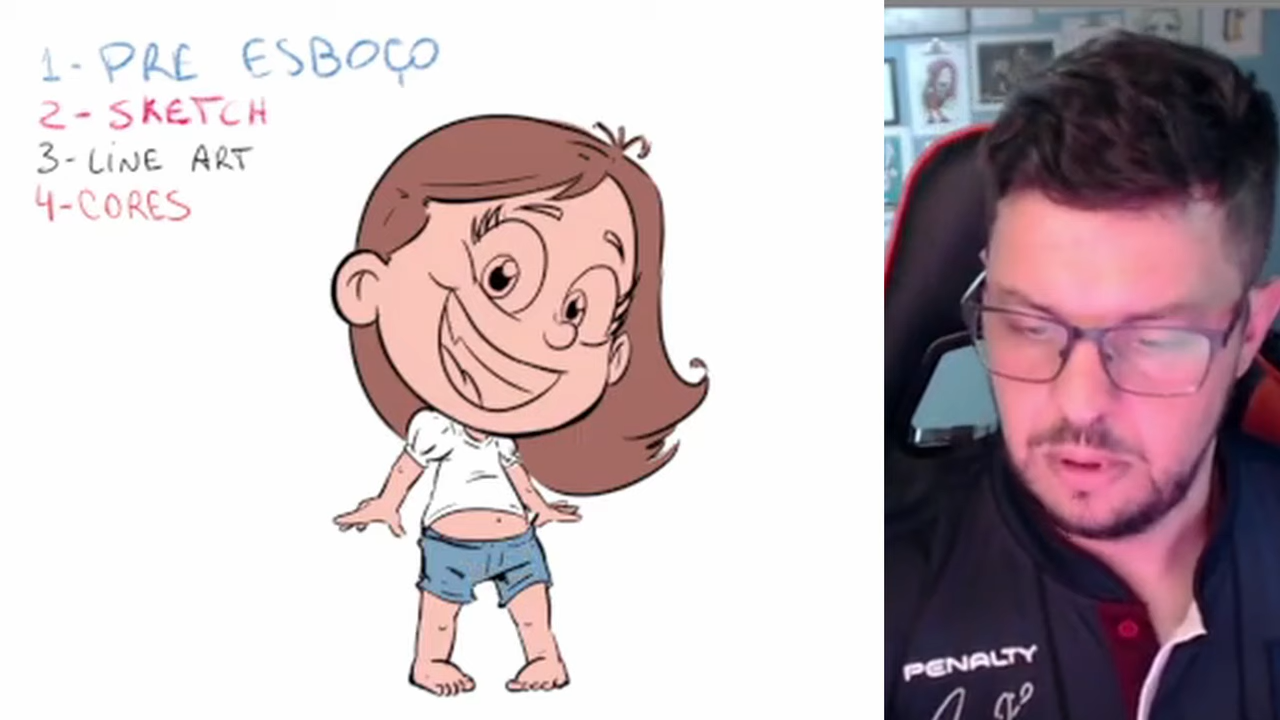 1- PRE ESBOÇO
2- SKETCH
3- LINE ART
4- CORES
PENALTY